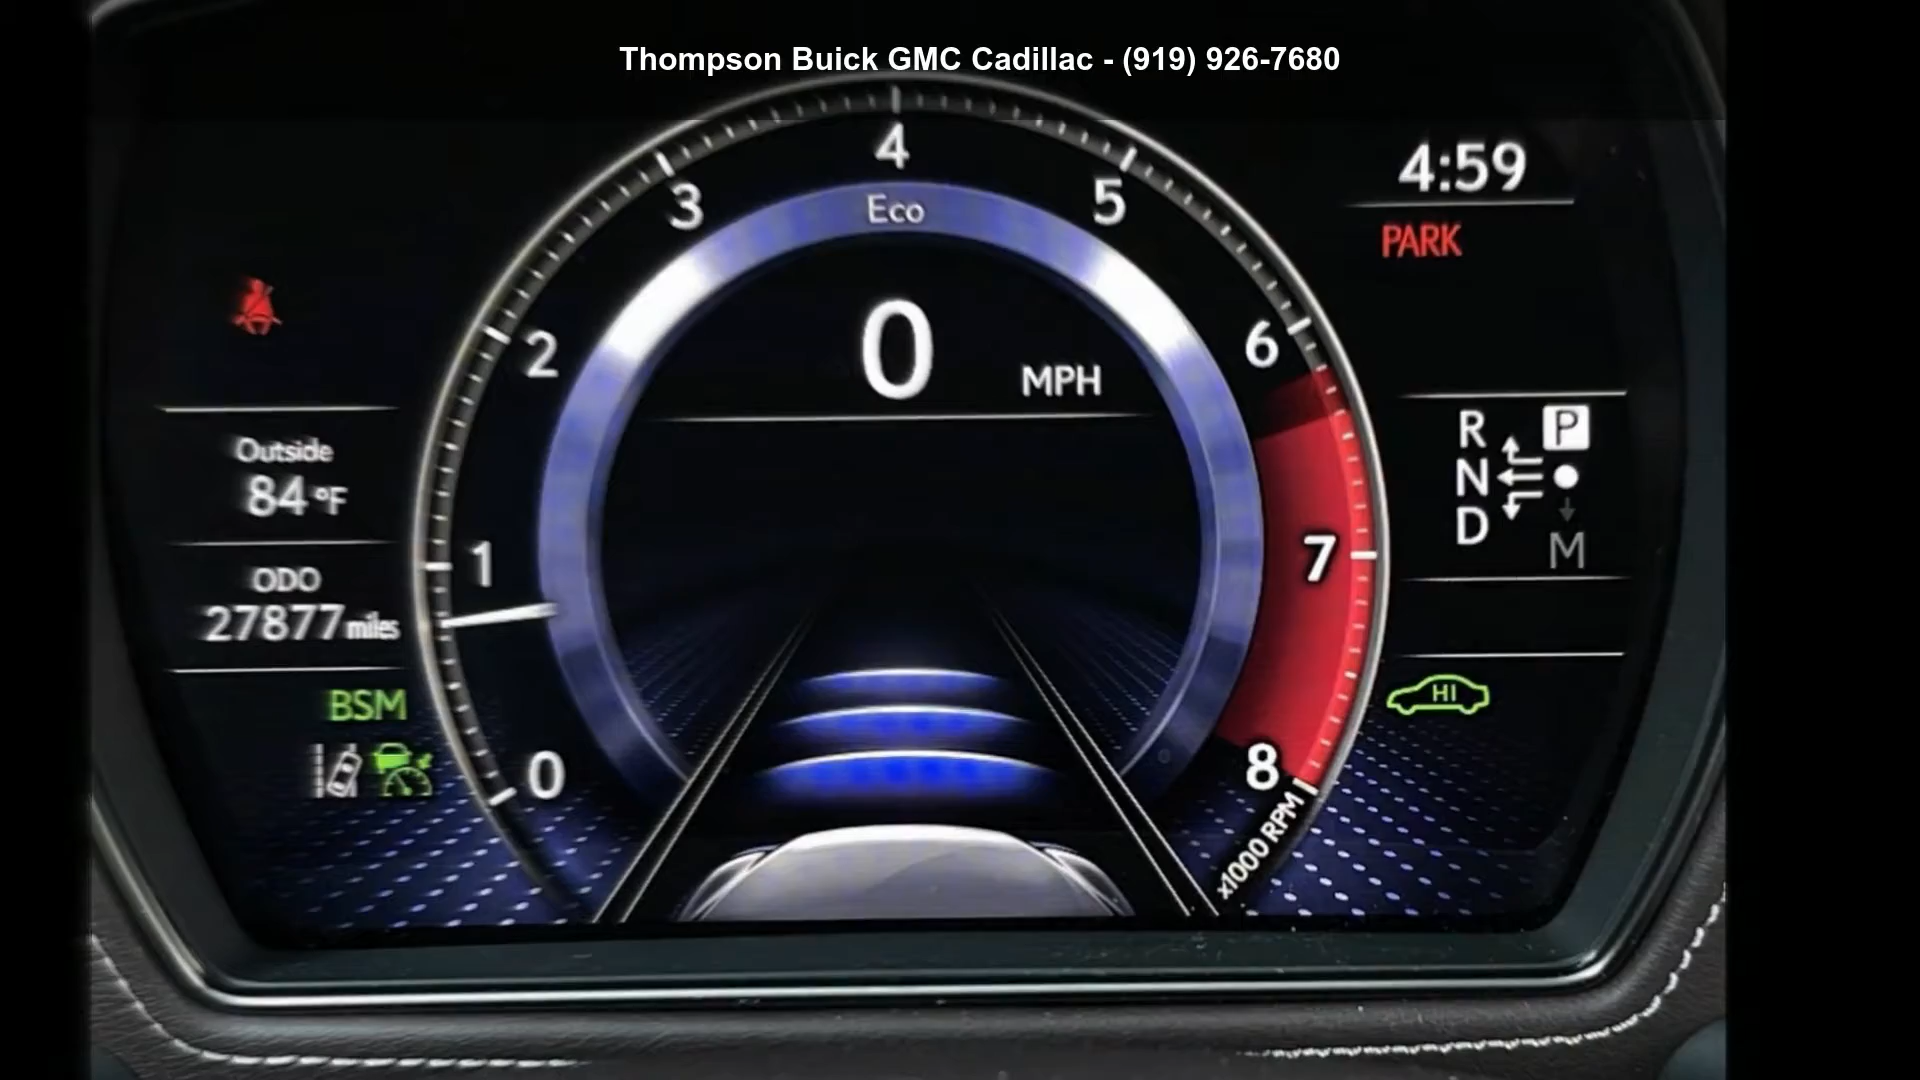 Thompson Buick GMC Cadillac - (919) 926-7680
4
4:59
3
5
Eco
PARK
0
2
6
MPH
R P
N
D
M
Outside
84°F
1
7
ODO
27877 miles
HI
BSM
0
8
x1000 RPM